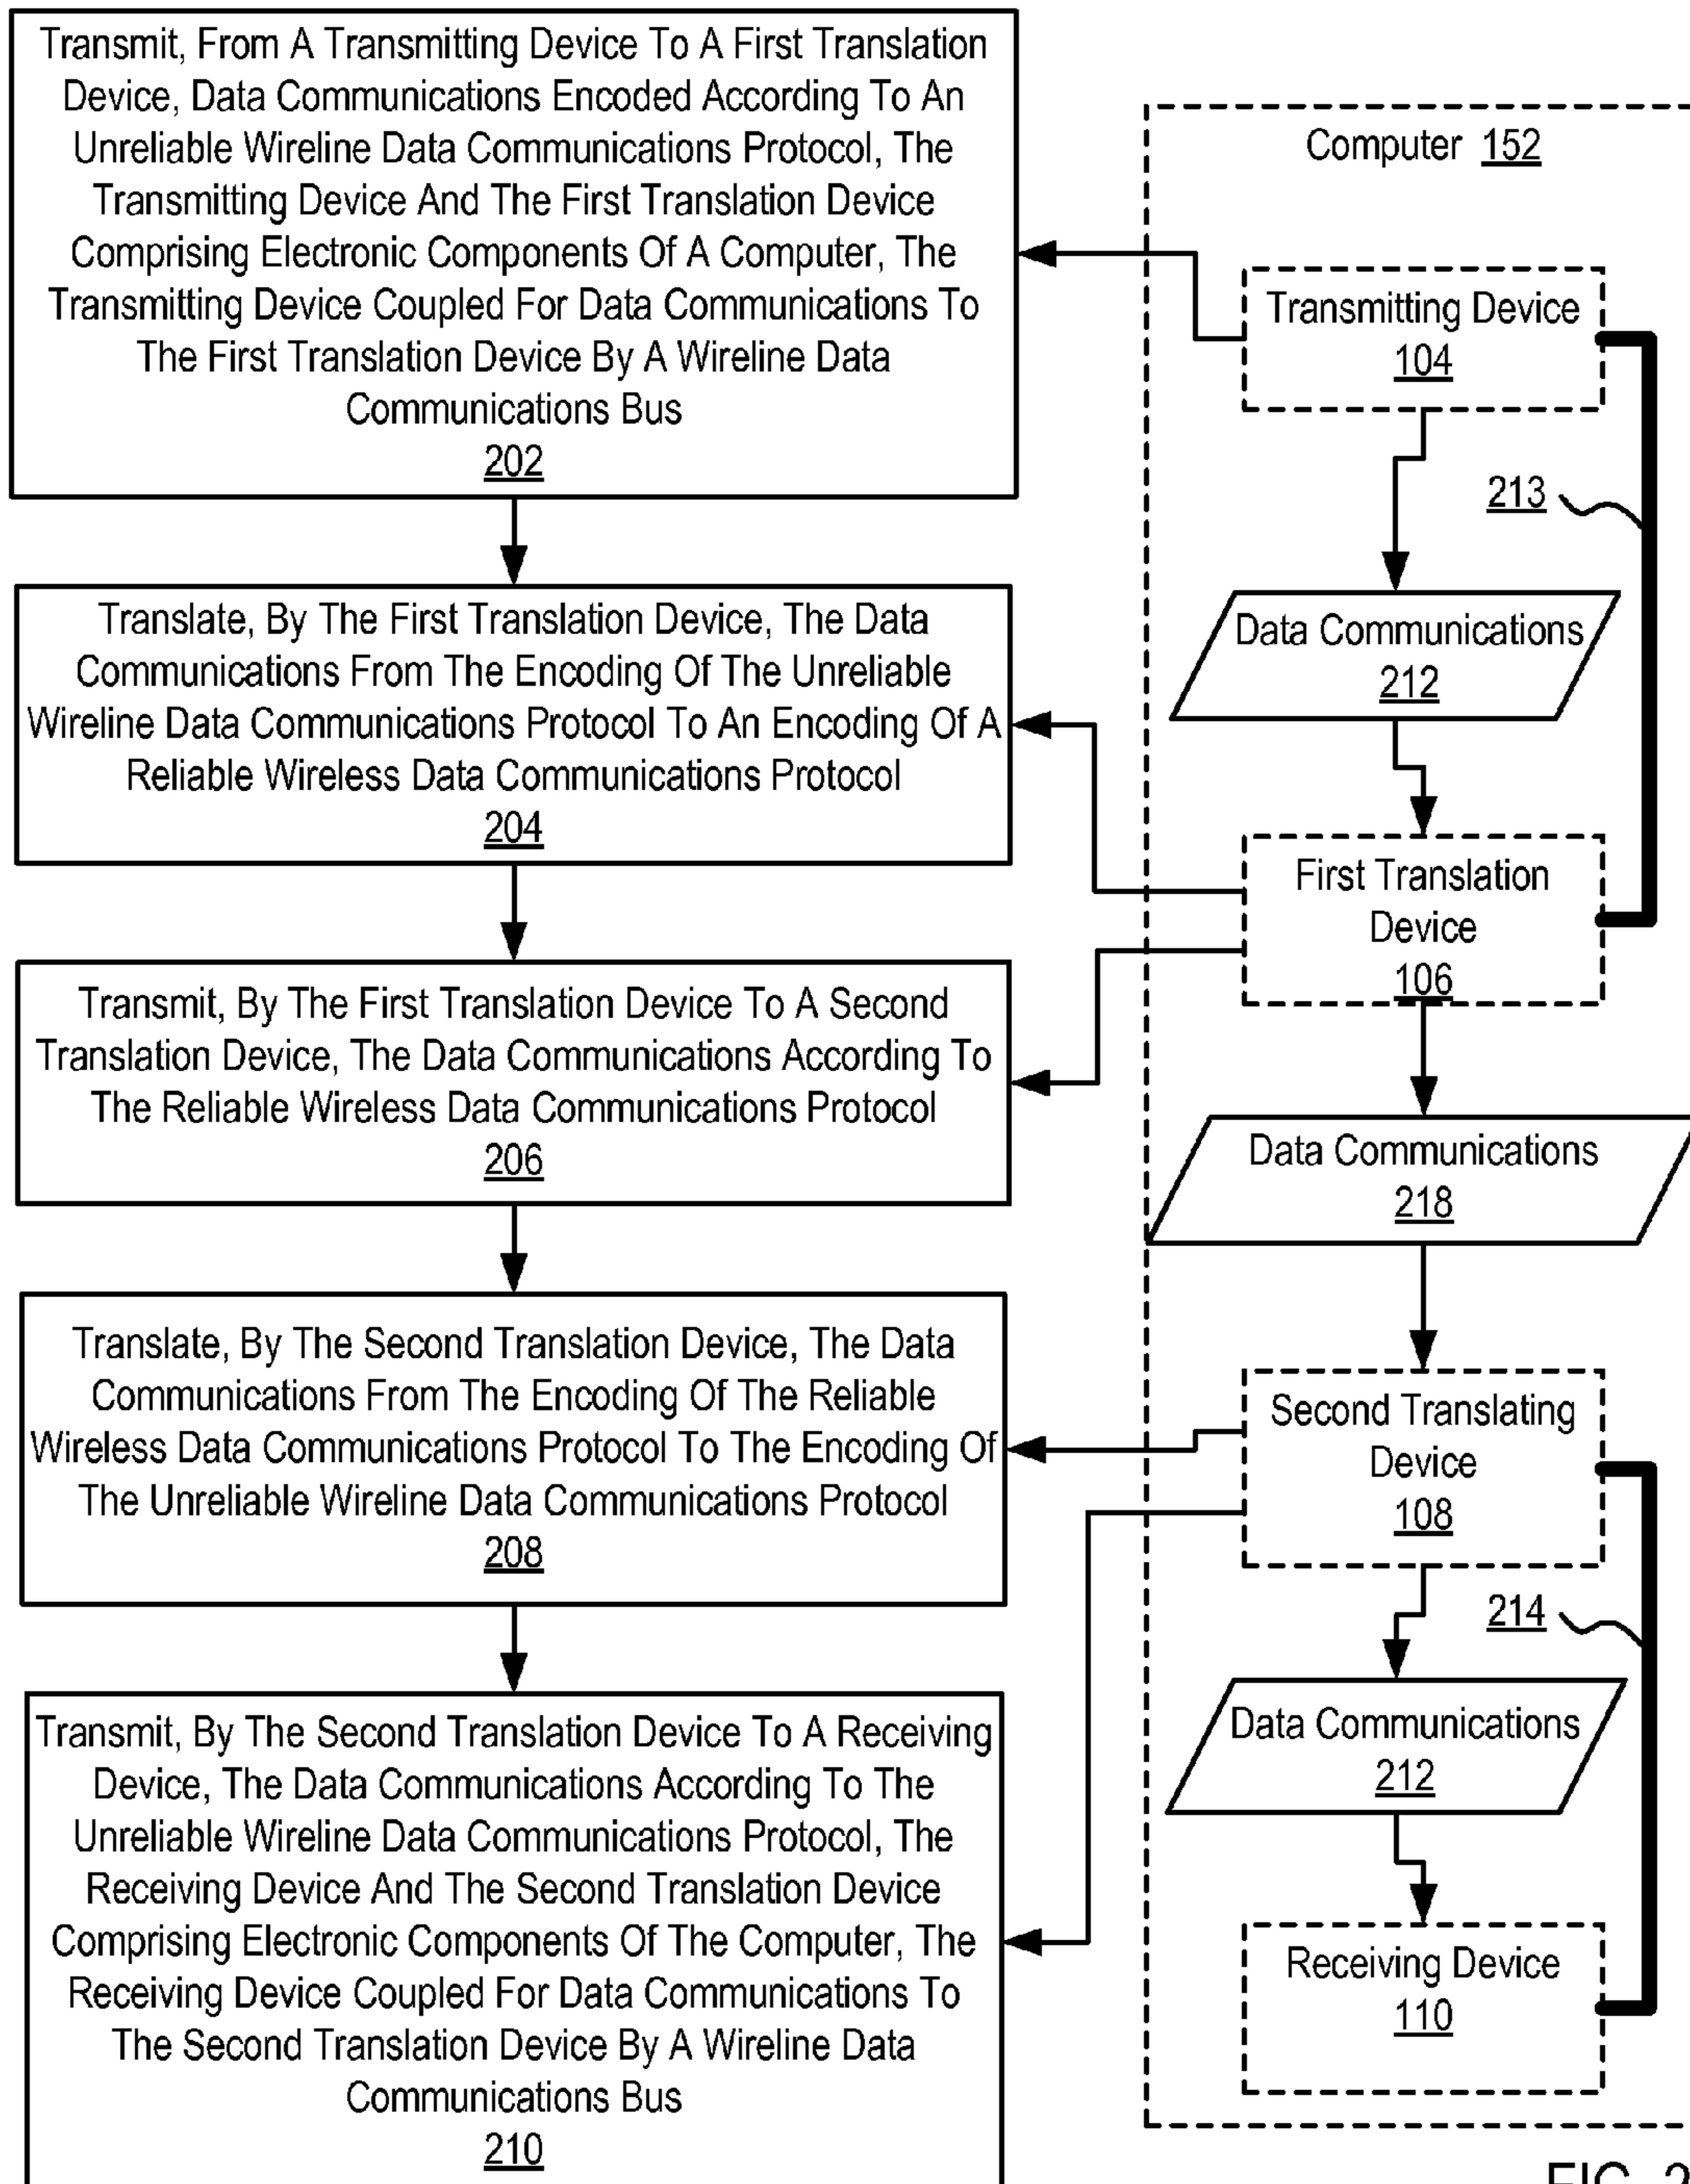 Transmit, From A Transmitting Device To A First Translation
Device, Data Communications Encoded According To An
Unreliable Wireline Data Communications Protocol, The
Transmitting Device And The First Translation Device
Comprising Electronic Components Of A Computer, The
Transmitting Device Coupled For Data Communications To
The First Translation Device By A Wireline Data
Communications Bus
202
Translate, By The First Translation Device, The Data
Communications From The Encoding Of The Unreliable
Wireline Data Communications Protocol To An Encoding Of A
Reliable Wireless Data Communications Protocol
204
Transmit, By The First Translation Device To A Second
Translation Device, The Data Communications According To
The Reliable Wireless Data Communications Protocol
206
Translate, By The Second Translation Device, The Data
Communications From The Encoding Of The Reliable
Wireless Data Communications Protocol To The Encoding Of
The Unreliable Wireline Data Communications Protocol
208
Transmit, By The Second Translation Device To A Receiving
Device, The Data Communications According To The
Unreliable Wireline Data Communications Protocol, The
Receiving Device And The Second Translation Device
Comprising Electronic Components Of The Computer, The
Receiving Device Coupled For Data Communications To
The Second Translation Device By A Wireline Data
Communications Bus
210
Computer 152
Transmitting Device
104
213
Data Communications
212
First Translation
Device
106
Data Communications
218
Second Translating
Device
108
214
Data Communications
212
Receiving Device
110
FIG. 2